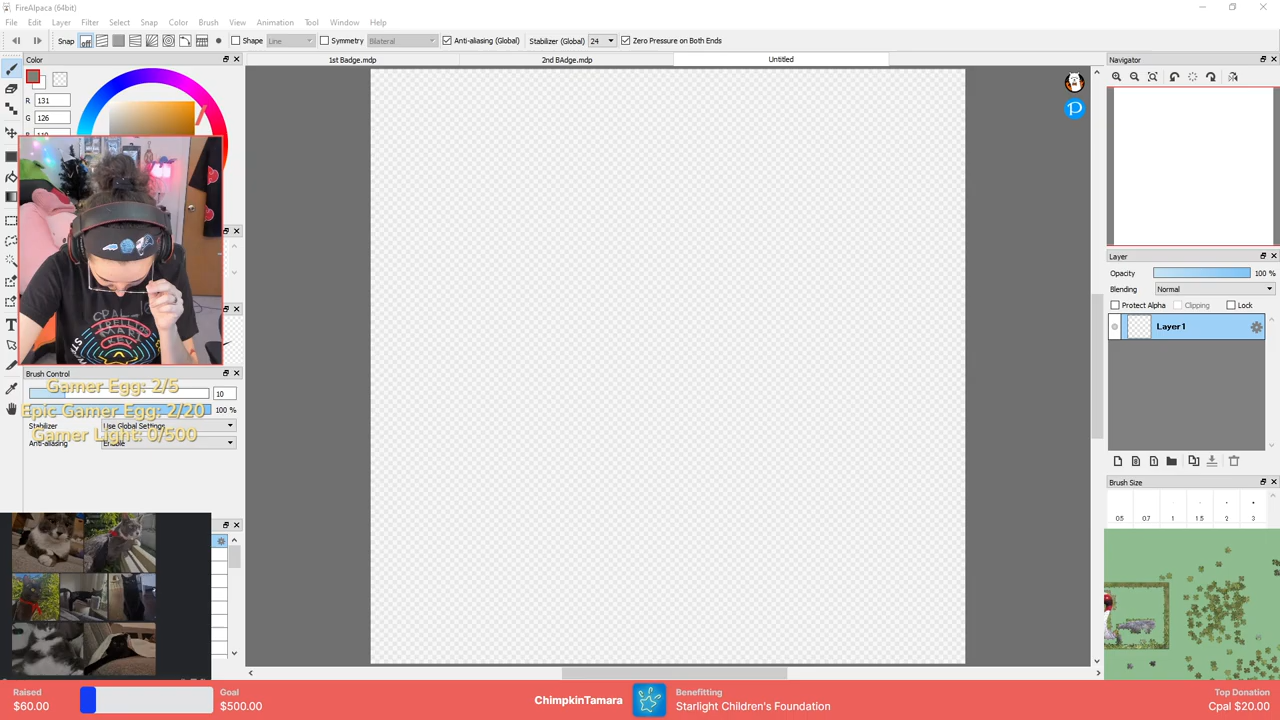 FireAlpaca (64bit)
File Edit Layer Filter Select Snap Color Brush View Animation Tool Window Help
Snap off Shape Line Symmetry Bilateral Anti-aliasing (Global) Stabilizer (Global) 24 Zero Pressure on Both Ends
Color 1st Badge.mdp 2nd BAdge.mdp Untitled Navigator
R 131
G 126
Layer
Opacity 100 %
Blending Normal
Protect Alpha Clipping Lock
Layer1
Brush Control
Gamer Egg: 2/5
10
Epic Gamer Egg: 2/20
100 %
Stabilizer Use Global Settings
Gamer Light: 0/500
Anti-aliasing Enable
Brush Size
0.5 0.7 1 1.5 2 3
Raised
$60.00
Goal
$500.00
ChimpkinTamara
Benefitting
Starlight Children's Foundation
Top Donation
Cpal $20.00